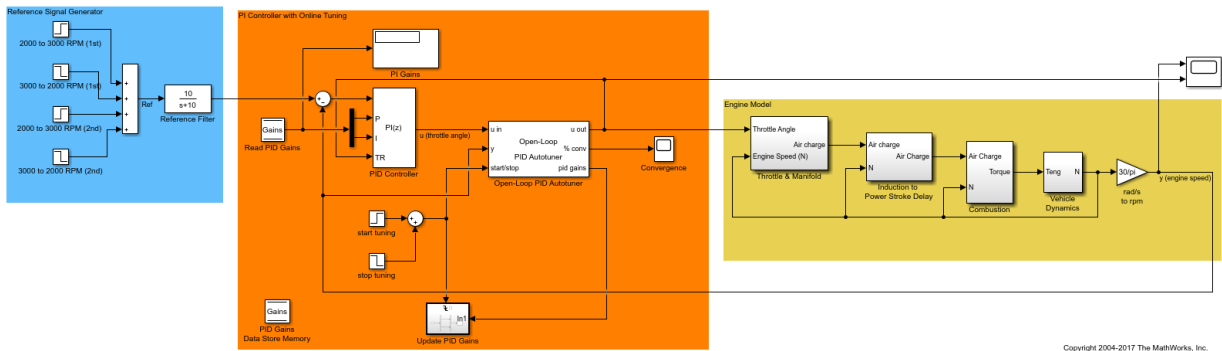 Reference Signal Generator
2000 to 3000 RPM (1st)
3000 to 2000 RPM (1st)
2000 to 3000 RPM (2nd)
3000 to 2000 RPM (2nd)
+
+
+
+
Ref
10
s+10
Reference Filter
PI Controller with Online Tuning
PI Gains
+
-
Gains
Read PID Gains
P
I
TR
PI(z)
PID Controller
u (throttle angle)
u in
y
start/stop
Open-Loop
PID Autotuner
u out
% conv
pid gains
Open-Loop PID Autotuner
Convergence
start tuning
+
+
stop tuning
Gains
PID Gains
Data Store Memory
In1
Update PID Gains
Engine Model
Throttle Angle
Engine Speed (N)
Air charge
Throttle & Manifold
Air charge
N
Air Charge
Induction to
Power Stroke Delay
Air Charge
N
Torque
Combustion
Teng
N
Vehicle
Dynamics
30/pi
rad/s
to rpm
y (engine speed)
Copyright 2004-2017 The MathWorks, Inc.